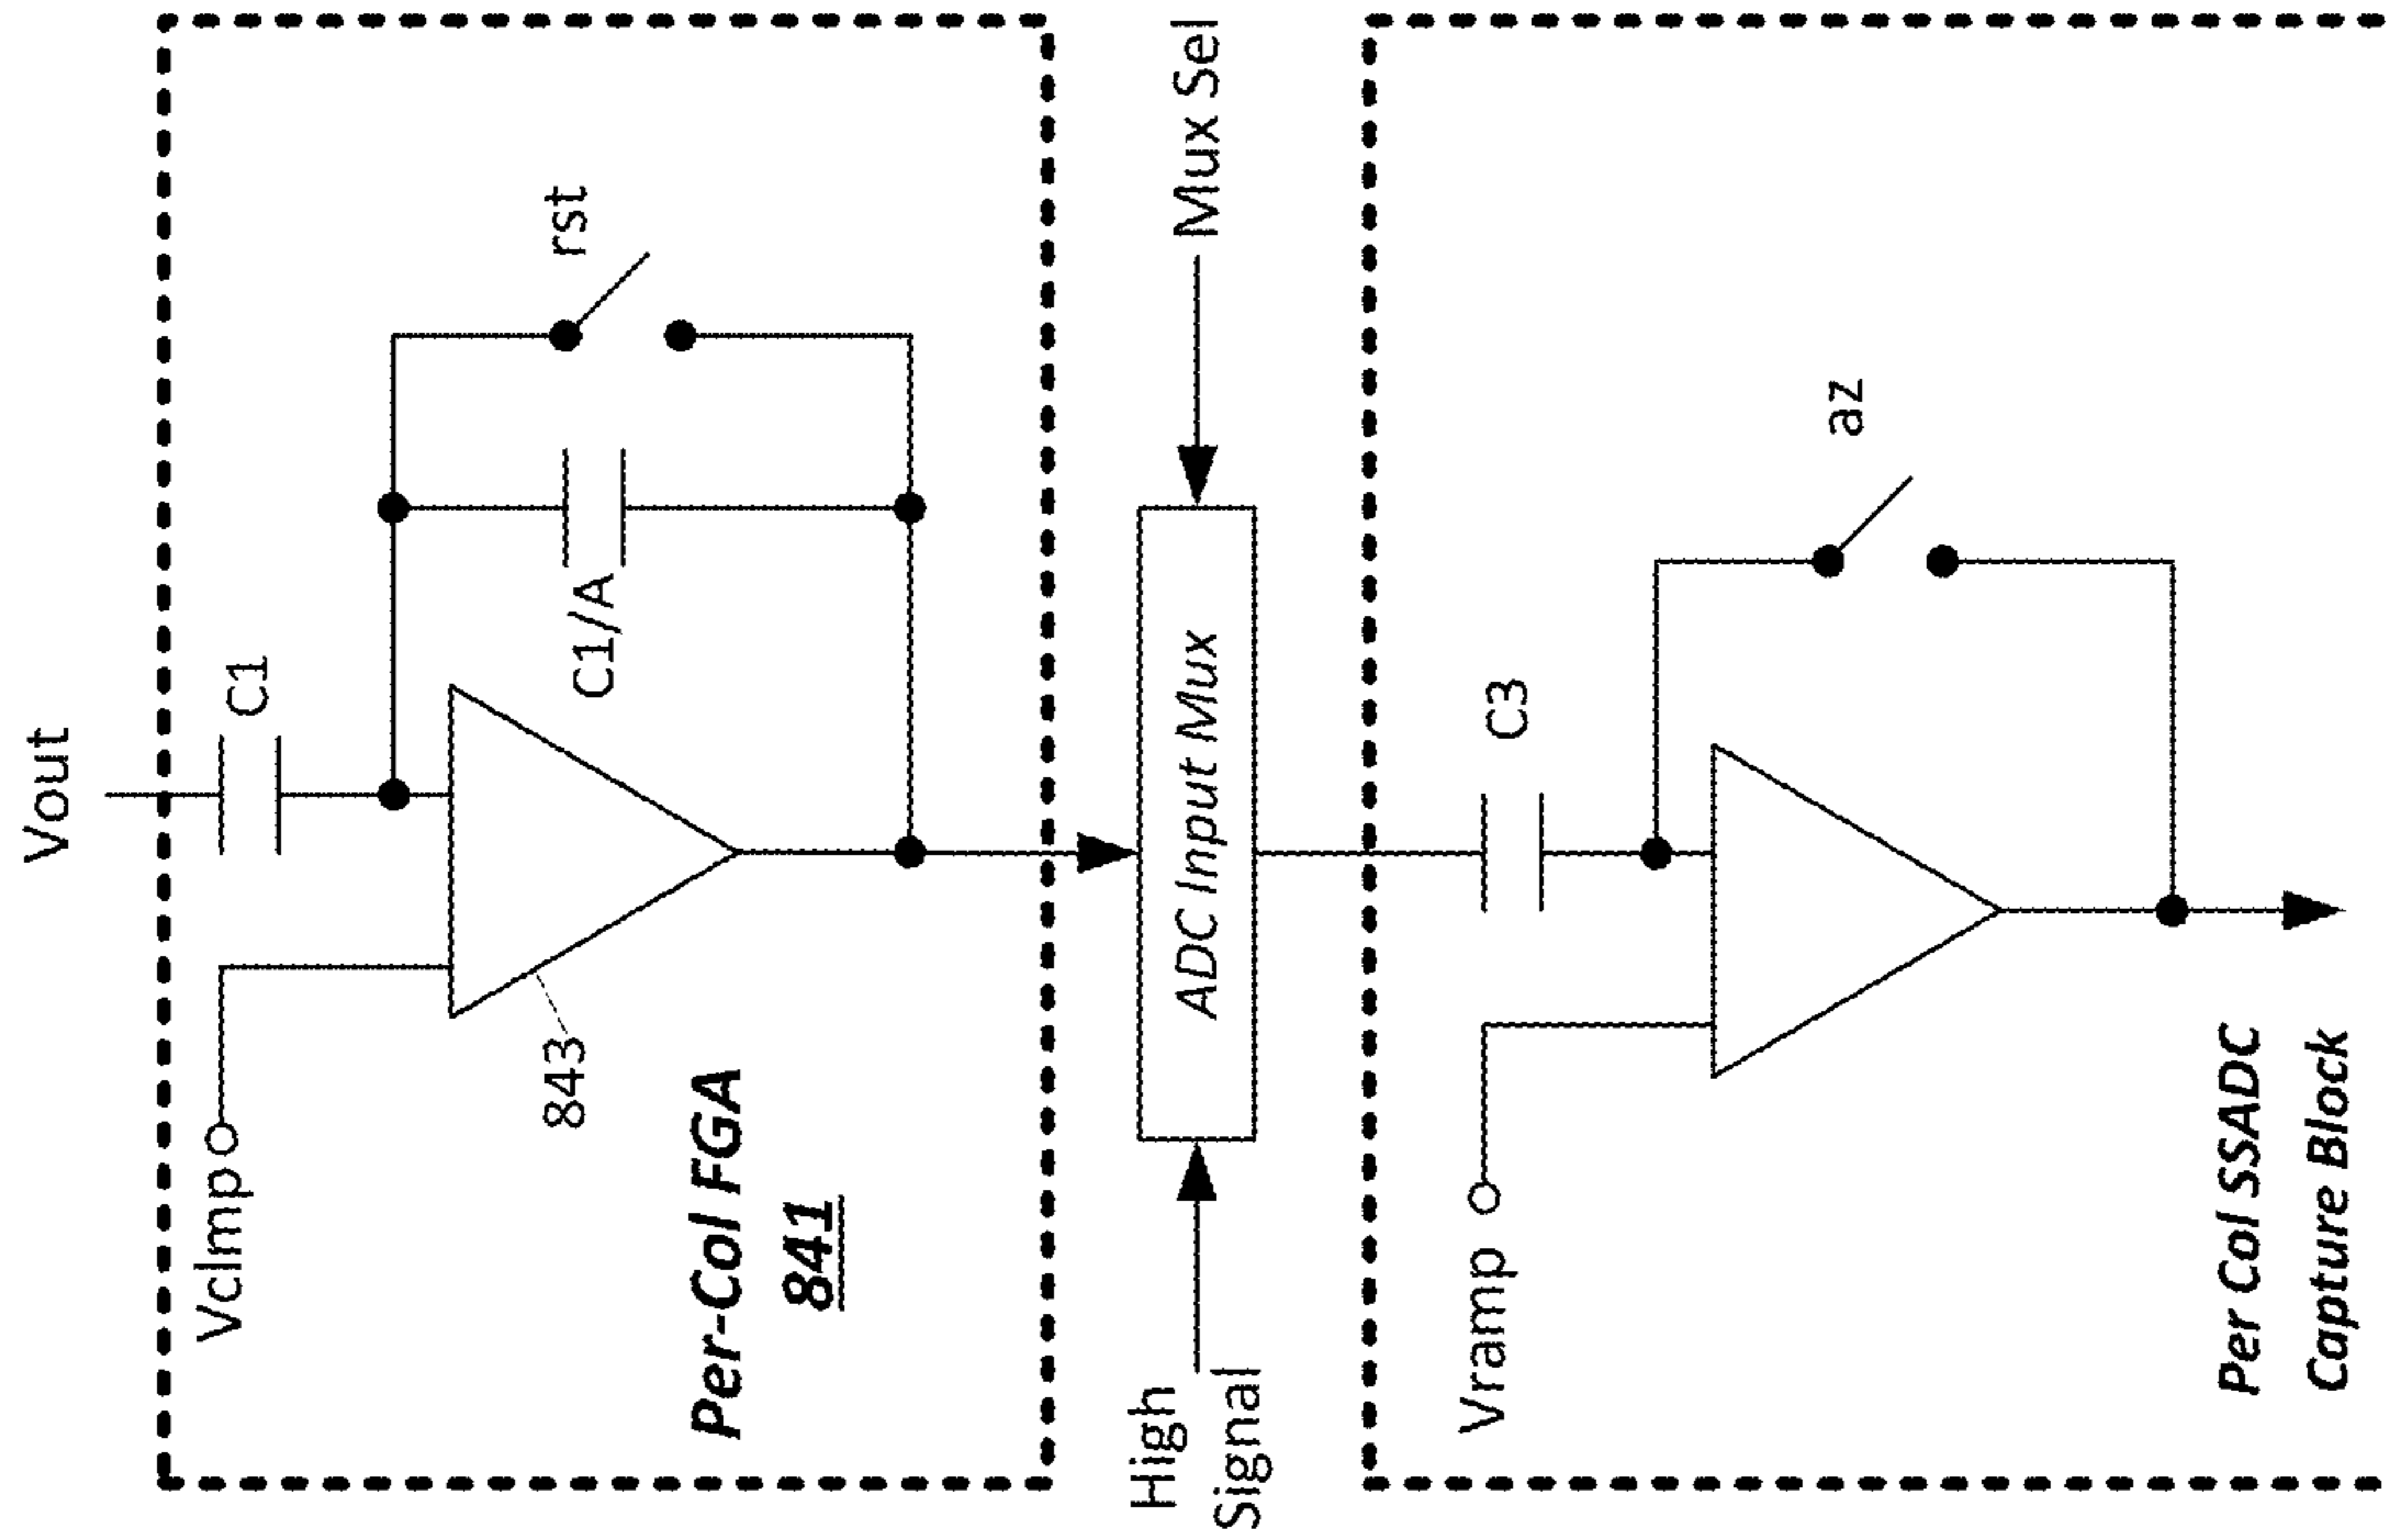 Vout
C1
Vclmp
rst
C1/A
843
Per-Col FGA
841
High
Signal
ADC Input Mux
Mux Sel
C3
Vramp
az
Per Col SSADC
Capture Block